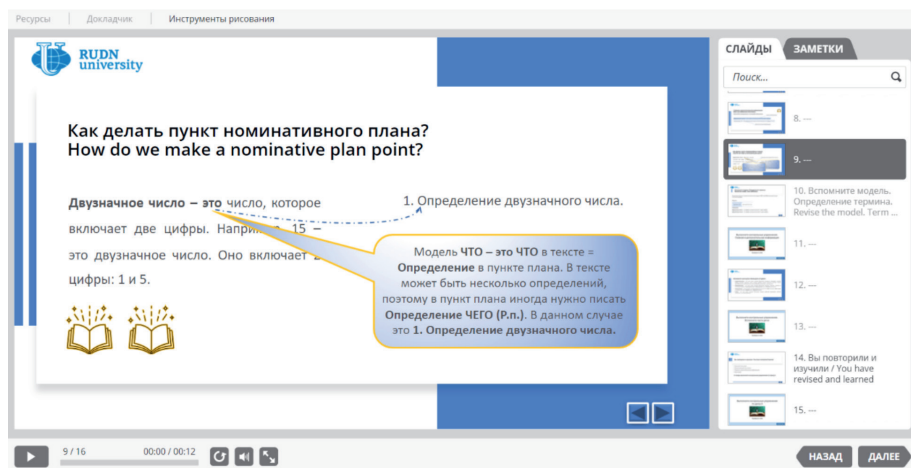 Ресурсы Докладчик Инструменты рисования
RUDN
university
Как делать пункт номинативного плана?
How do we make a nominative plan point?
Двузначное число – это число, которое
включает две цифры. 15 –
это двузначное число. Оно включает
цифры: 1 и 5.
1. Определение двузначного числа.
Модель ЧТО – это ЧТО в тексте =
Определение в пункте плана. В тексте
может быть несколько определений,
поэтому в пункт плана иногда нужно писать
Определение ЧЕГО (Р.п.). В данном случае
это 1. Определение двузначного числа.
СЛАЙДЫ ЗАМЕТКИ
Поиск...
8. ---
9. ---
10. Вспомните модель.
Определение термина.
Revise the model. Term ...
11. ---
12. ---
13. ---
14. Вы повторили и
изучили / You have
revised and learned
15. ---
9 / 16 00:00 / 00:12
НАЗАД ДАЛЕЕ